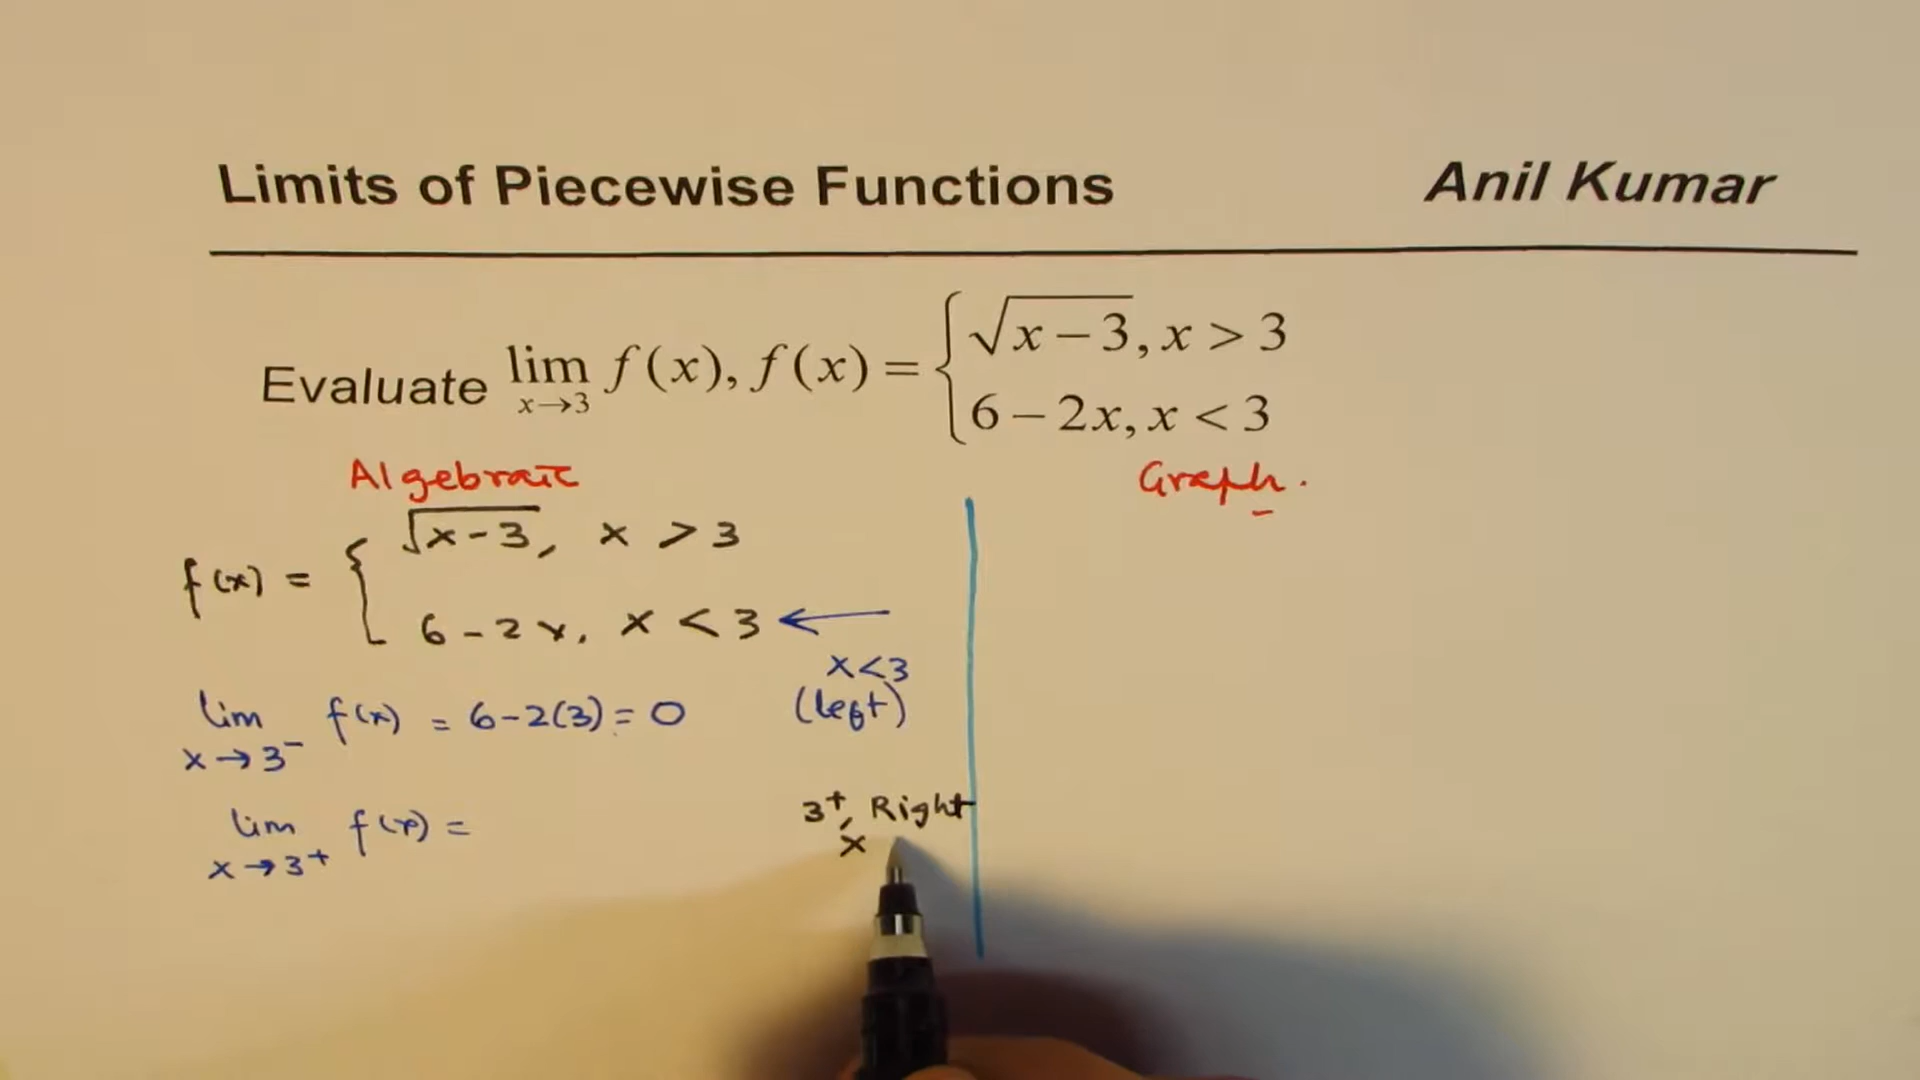 Limits of Piecewise Functions
Anil Kumar
Evaluate lim x→3 f(x), f(x) = { √(x−3), x > 3
6−2x, x < 3
Algebraic
Graph.
f(x) = { √(x-3), x > 3
6-2x, x < 3 ←
x<3
(left)
lim x→3⁻ f(x) = 6-2(3) = 0
3⁺, Right
x
lim x→3⁺ f(x) =